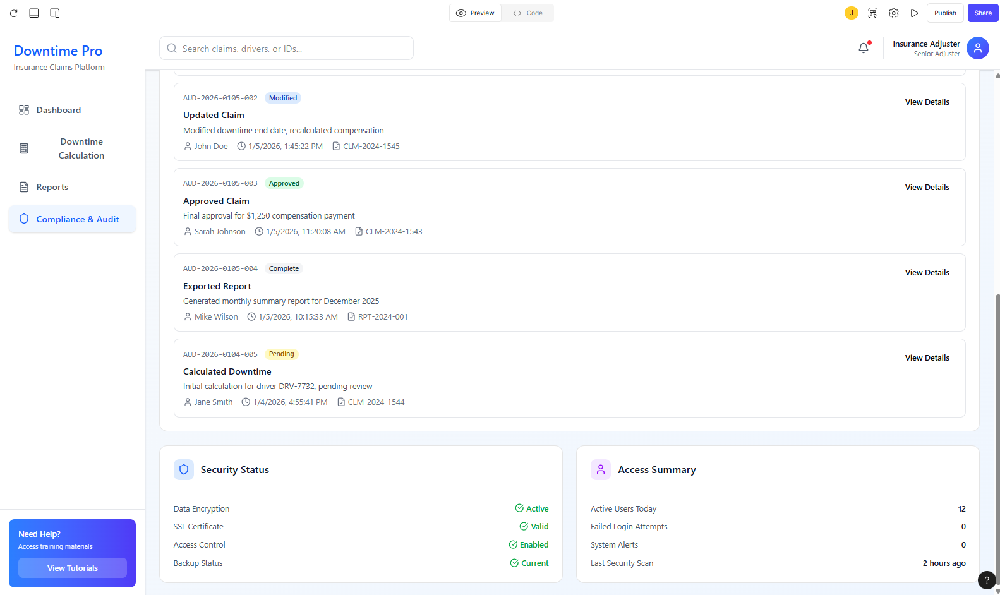 Preview
Code
J
Publish
Share
Downtime Pro
Insurance Claims Platform
Search claims, drivers, or IDs...
Insurance Adjuster
Senior Adjuster
Dashboard
Downtime
Calculation
Reports
Compliance & Audit
AUD-2026-0105-002 Modified
View Details
Updated Claim
Modified downtime end date, recalculated compensation
John Doe 1/5/2026, 1:45:22 PM CLM-2024-1545
AUD-2026-0105-003 Approved
View Details
Approved Claim
Final approval for $1,250 compensation payment
Sarah Johnson 1/5/2026, 11:20:08 AM CLM-2024-1543
AUD-2026-0105-004 Complete
View Details
Exported Report
Generated monthly summary report for December 2025
Mike Wilson 1/5/2026, 10:15:33 AM RPT-2024-001
AUD-2026-0104-005 Pending
View Details
Calculated Downtime
Initial calculation for driver DRV-7732, pending review
Jane Smith 1/4/2026, 4:55:41 PM CLM-2024-1544
Security Status
Data Encryption Active
SSL Certificate Valid
Access Control Enabled
Backup Status Current
Access Summary
Active Users Today 12
Failed Login Attempts 0
System Alerts 0
Last Security Scan 2 hours ago
Need Help?
Access training materials
View Tutorials
?